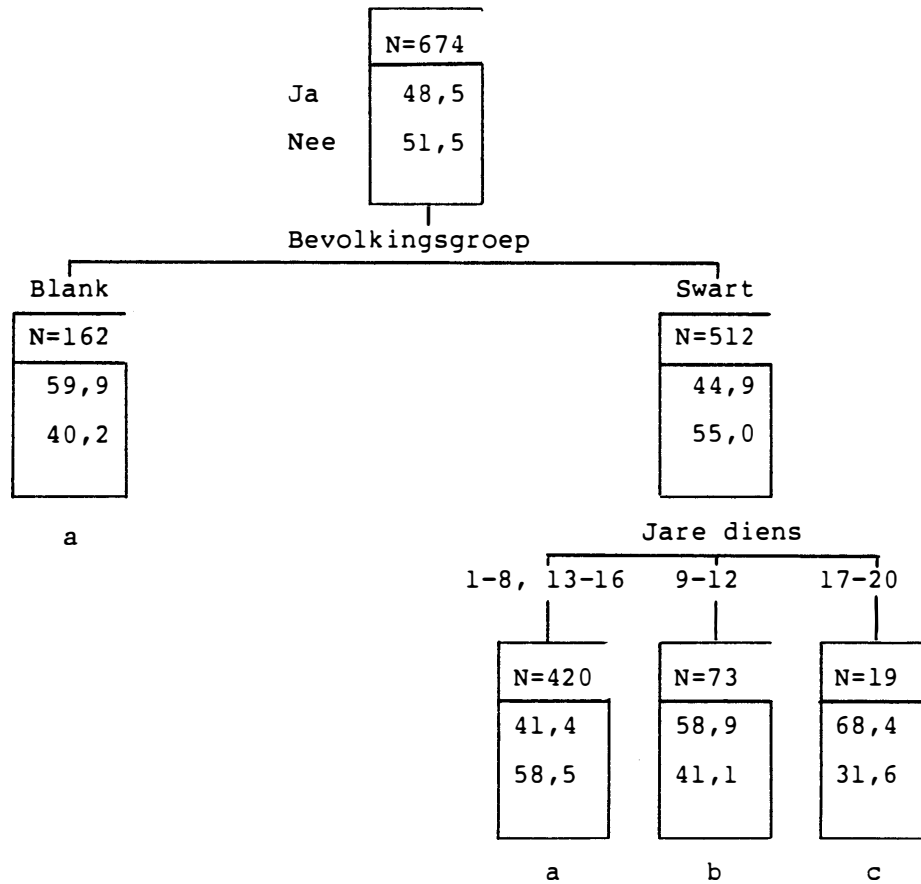 N=674
Ja 48,5
Nee 51,5
Bevolkingsgroep
Blank Swart
N=162 N=512
59,9 44,9
40,2 55,0
a
Jare diens
1-8, 13-16 9-12 17-20
N=420 N=73 N=19
41,4 58,9 68,4
58,5 41,1 31,6
a b c